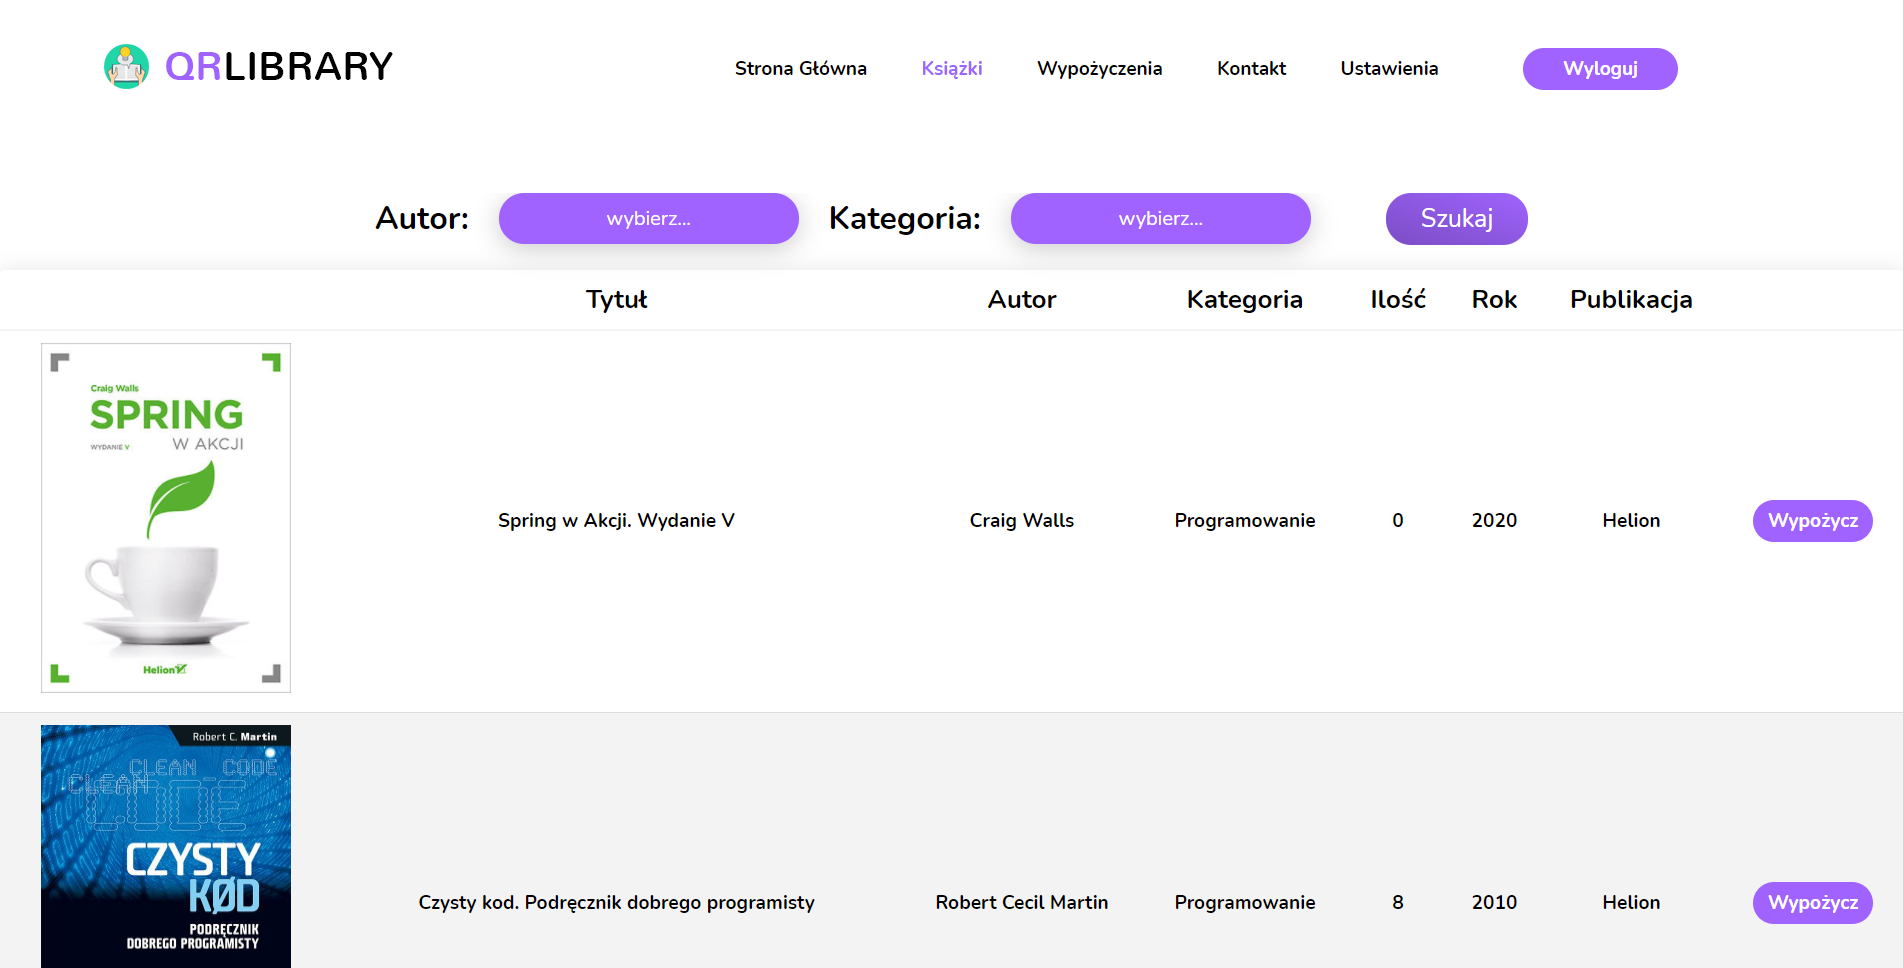 QRLIBRARY
Strona Główna Książki Wypożyczenia Kontakt Ustawienia Wyloguj
Autor: wybierz... Kategoria: wybierz... Szukaj
Tytuł Autor Kategoria Ilość Rok Publikacja
Craig Walls
SPRING
WYDANIE V W AKCJI
Helion
Spring w Akcji. Wydanie V Craig Walls Programowanie 0 2020 Helion Wypożycz
Robert C. Martin
CLEAN_CODE
CLEAN_
CODE
CZYSTY
KØD
PODRĘCZNIK
DOBREGO PROGRAMISTY
Czysty kod. Podręcznik dobrego programisty Robert Cecil Martin Programowanie 8 2010 Helion Wypożycz